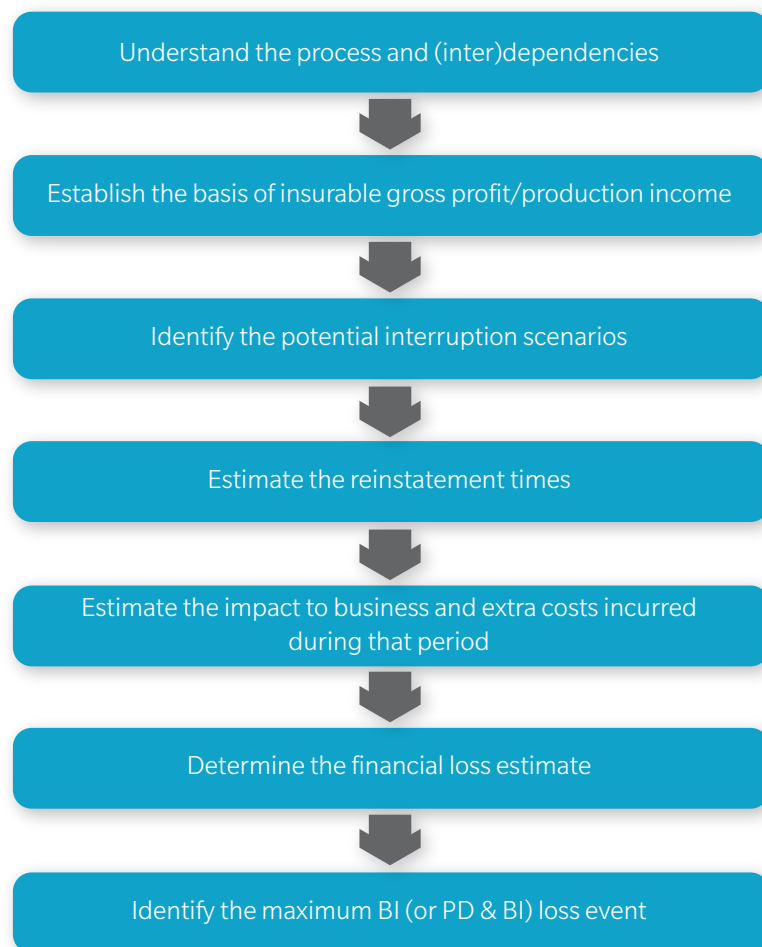 Understand the process and (inter)dependencies
Establish the basis of insurable gross profit/production income
Identify the potential interruption scenarios
Estimate the reinstatement times
Estimate the impact to business and extra costs incurred
during that period
Determine the financial loss estimate
Identify the maximum BI (or PD & BI) loss event